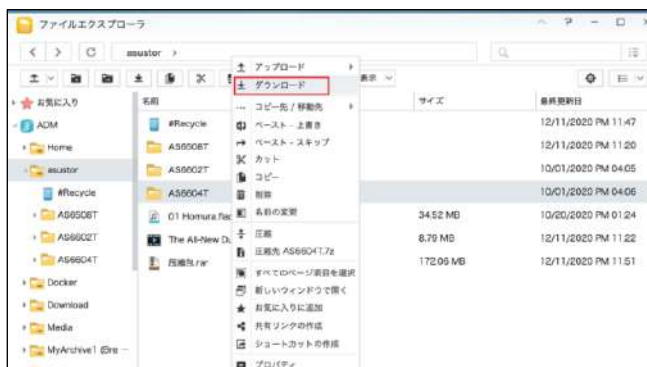 ファイルエクスプローラ
asustor
表示
お気に入り
ADM
Home
asustor
#Recycle
AS6508T
AS6602T
AS6604T
Docker
Download
Media
MyArchive1
名前
サイズ
最終更新日
#Recycle
12/11/2020 PM 11:47
AS6508T
12/11/2020 PM 11:20
AS6602T
10/01/2020 PM 04:05
AS6604T
10/01/2020 PM 04:06
01 Homura.flac
34.52 MB
10/20/2020 PM 01:24
The All-New
8.79 MB
12/11/2020 PM 11:22
压缩包.rar
172.06 MB
12/11/2020 PM 11:51
アップロード
ダウンロード
コピー先 / 移動先
ペースト - 上書き
ペースト - スキップ
カット
コピー
削除
名前の変更
圧縮
圧縮先 AS6604T.7z
すべてのページ項目を選択
新しいウィンドウで開く
お気に入りに追加
共有リンクの作成
ショートカットの作成
プロパティ